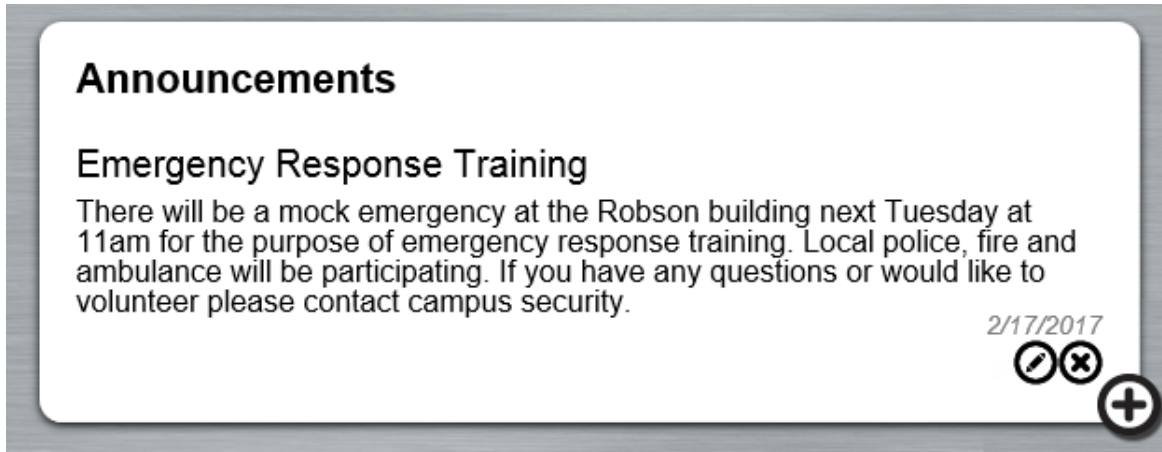 Announcements
Emergency Response Training
There will be a mock emergency at the Robson building next Tuesday at
11am for the purpose of emergency response training. Local police, fire and
ambulance will be participating. If you have any questions or would like to
volunteer please contact campus security.
2/17/2017